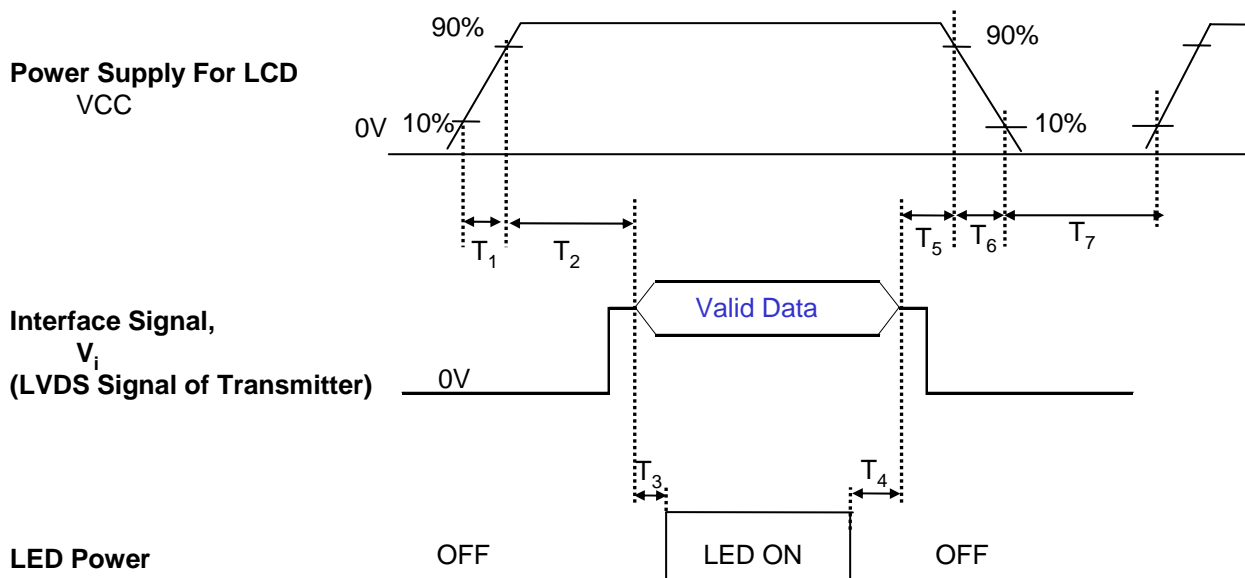 90%
90%
Power Supply For LCD
VCC
0V
10%
10%
T1
T2
T5
T6
T7
Interface Signal,
Vi
(LVDS Signal of Transmitter)
0V
Valid Data
T3
T4
LED Power
OFF
LED ON
OFF